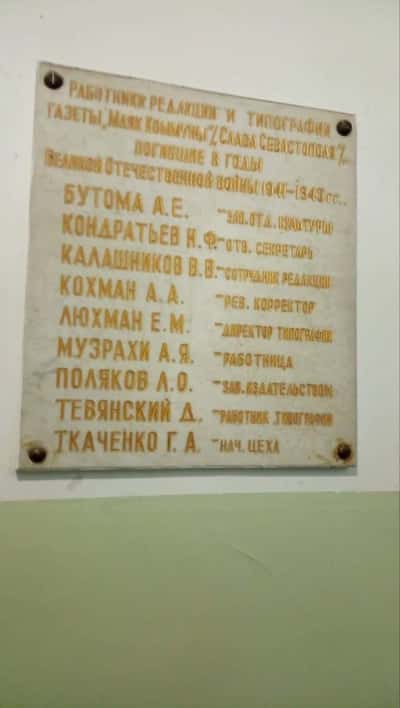 РАБОТНИКИ РЕДАКЦИИ И ТИПОГРАФИИ
ГАЗЕТЫ „МАЯК КОММУНЫ"/„СЛАВА СЕВАСТОПОЛЯ"/
ПОГИБШИЕ В ГОДЫ
ВЕЛИКОЙ ОТЕЧЕСТВЕННОЙ ВОЙНЫ 1941–1945 гг.
БУТОМА А.Е. – ЗАВ. ОТД. КУЛЬТУРЫ
КОНДРАТЬЕВ Н.Ф. – ОТВ. СЕКРЕТАРЬ
КАЛАШНИКОВ В.В. – СОТРУДНИК РЕДАКЦИИ
КОХМАН А.А. – РЕВ. КОРРЕКТОР
ЛЮХМАН Е.М. – ДИРЕКТОР ТИПОГРАФИИ
МУЗРАХИ А.Я. – РАБОТНИЦА
ПОЛЯКОВ Л.О. – ЗАВ. ИЗДАТЕЛЬСТВОМ
ТЕВЯНСКИЙ Д. – РАБОТНИК ТИПОГРАФИИ
ТКАЧЕНКО Г.А. – НАЧ. ЦЕХА